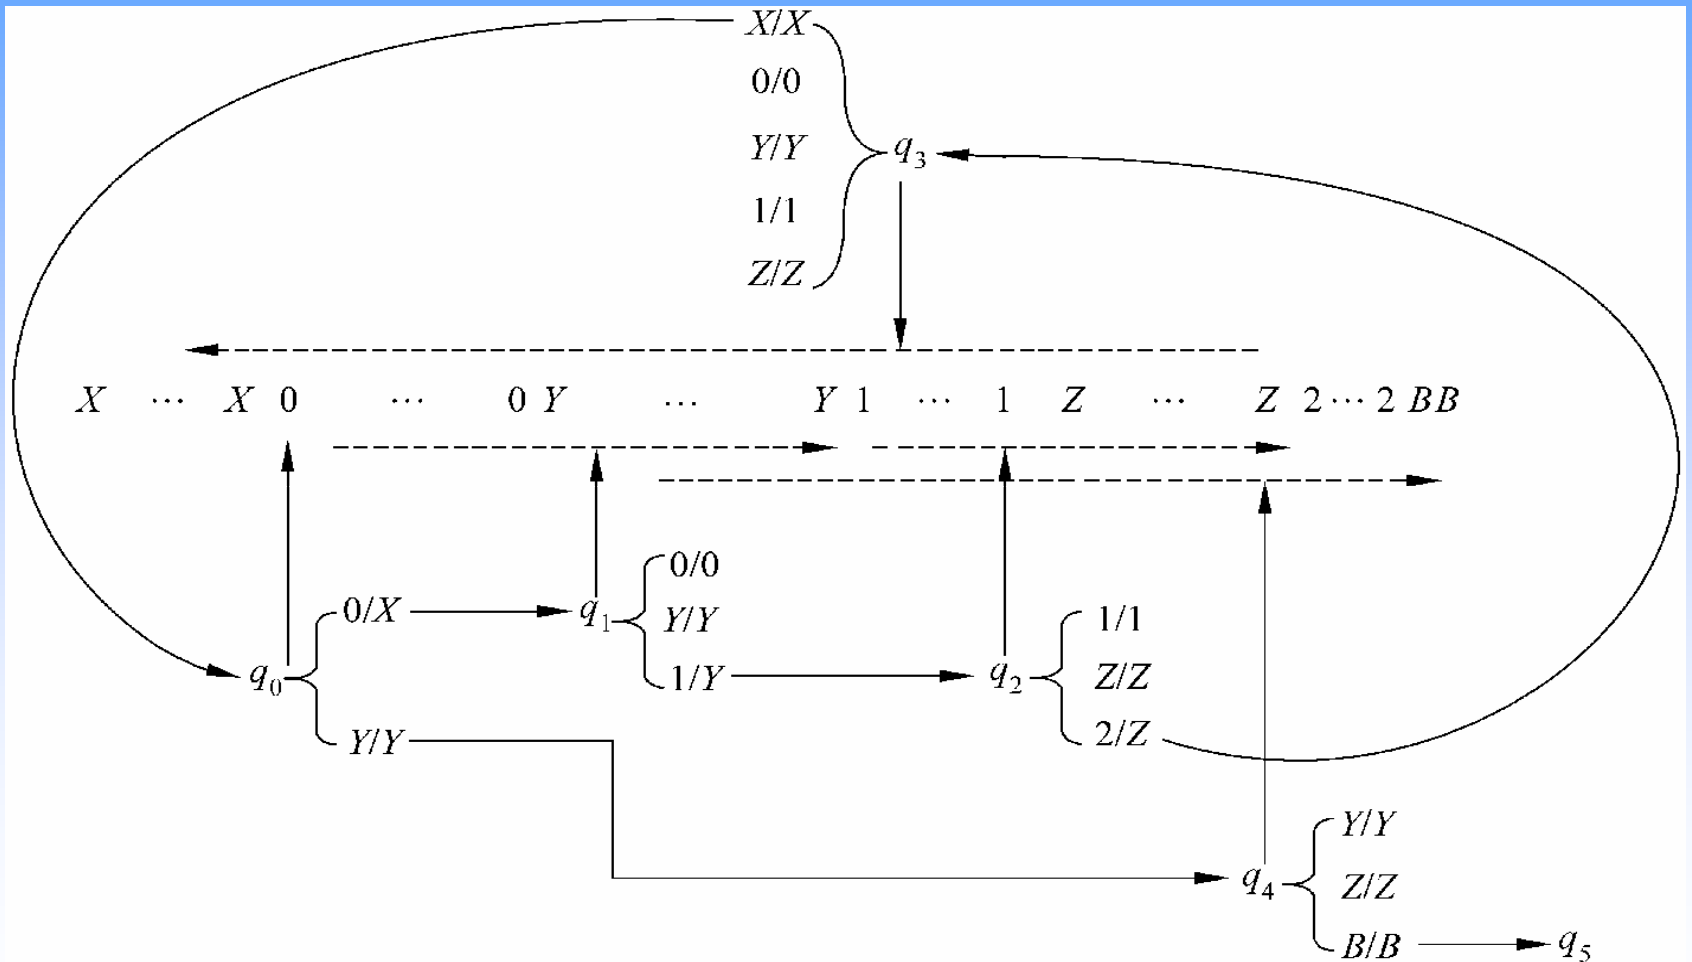 X/X
0/0
Y/Y q3
1/1
Z/Z
X ... X 0 ... 0 Y ... Y 1 ... 1 Z ... Z 2 ... 2 B B
0/0
0/X q1 Y/Y 1/1
q0 1/Y q2 Z/Z
Y/Y 2/Z
Y/Y
q4 Z/Z
B/B q5